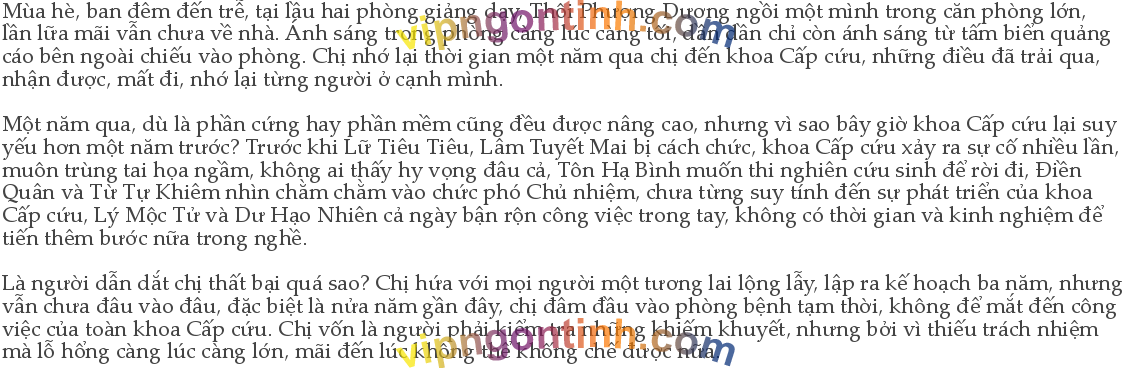 Mùa hè, ban đêm đến trễ, tại lầu hai phòng giảng dạy, Thôi Phượng Dương ngồi một mình trong căn phòng lớn,
lần lữa mãi vẫn chưa về nhà. Ánh sáng trong phòng càng lúc càng tối, dần dần chỉ còn ánh sáng từ tấm biển quảng
cáo bên ngoài chiếu vào phòng. Chị nhớ lại thời gian một năm qua chị đến khoa Cấp cứu, những điều đã trải qua,
nhận được, mất đi, nhớ lại từng người ở cạnh mình.
Một năm qua, dù là phần cứng hay phần mềm cũng đều được nâng cao, nhưng vì sao bây giờ khoa Cấp cứu lại suy
yếu hơn một năm trước? Trước khi Lữ Tiêu Tiêu, Lâm Tuyết Mai bị cách chức, khoa Cấp cứu xảy ra sự cố nhiều lần,
muôn trùng tai họa ngầm, không ai thấy hy vọng đâu cả, Tôn Hạ Bình muốn thi nghiên cứu sinh để rời đi, Điền
Quân và Từ Tự Khiêm nhìn chằm chằm vào chức phó Chủ nhiệm, chưa từng suy tính đến sự phát triển của khoa
Cấp cứu, Lý Mộc Tử và Dư Hạo Nhiên cả ngày bận rộn công việc trong tay, không có thời gian và kinh nghiệm để
tiến thêm bước nữa trong nghề.
Là người dẫn dắt chị thất bại quá sao? Chị hứa với mọi người một tương lai lộng lẫy, lập ra kế hoạch ba năm, nhưng
vẫn chưa đâu vào đâu, đặc biệt là nửa năm gần đây, chị đâm đầu vào phòng bệnh tạm thời, không để mắt đến công
việc của toàn khoa Cấp cứu. Chị vốn là người phải kiểm tra những khiếm khuyết, nhưng bởi vì thiếu trách nhiệm
mà lỗ hổng càng lúc càng lớn, mãi đến lúc không thể khống chế được nữa.
vipngontinh.com
vipngontinh.com